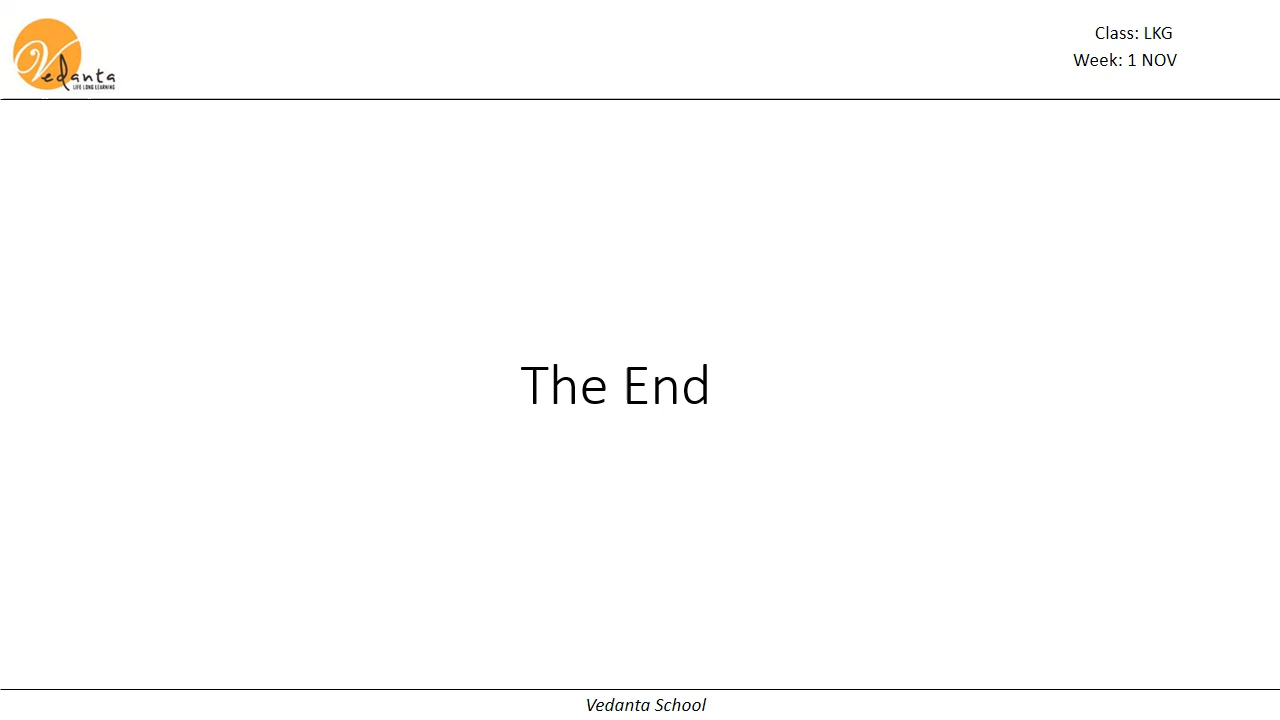 Vedanta
LIFE LONG LEARNING
Class: LKG
Week: 1 NOV
The End
Vedanta School